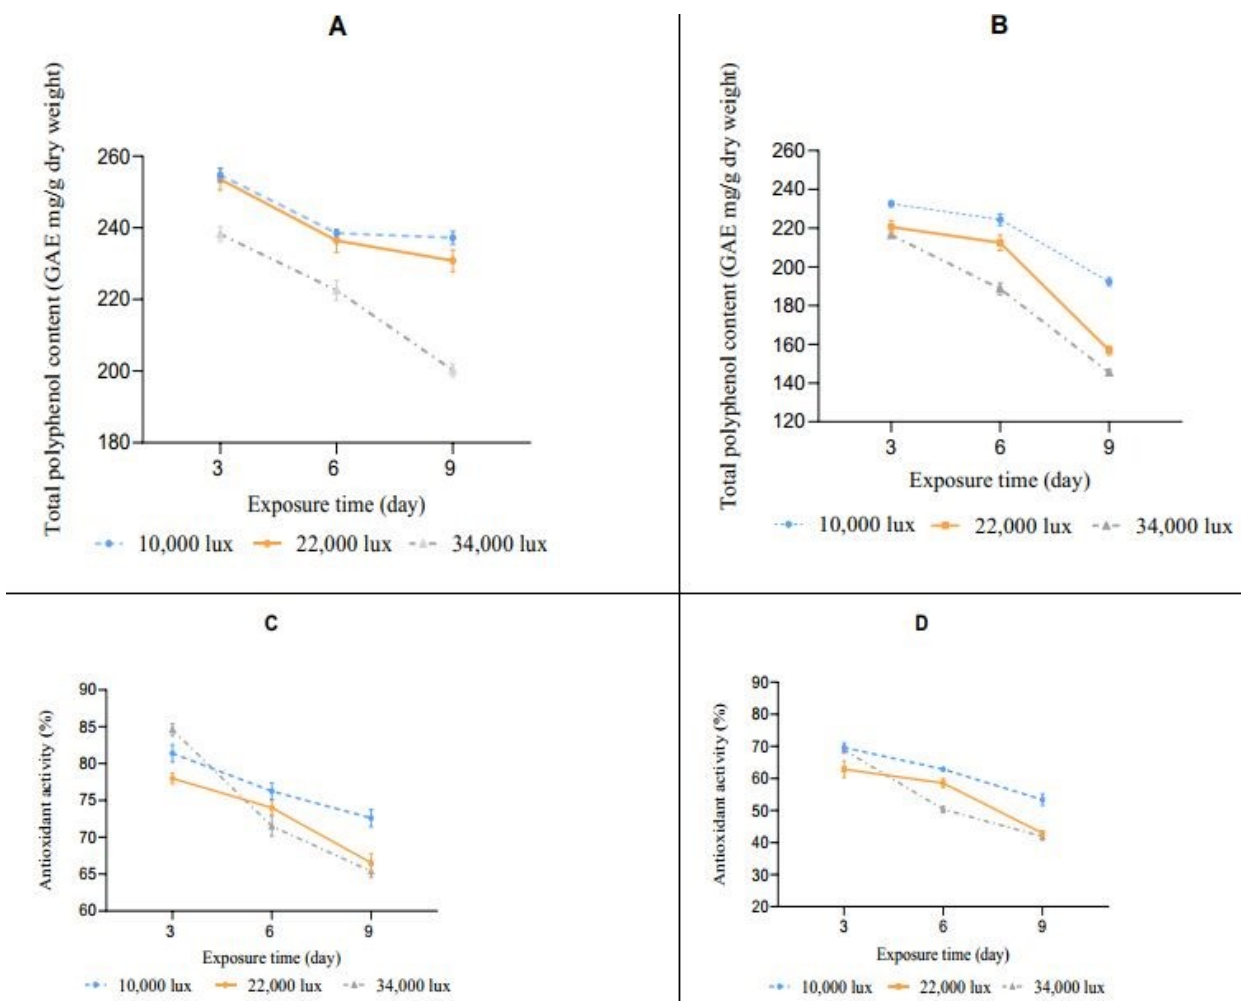 A
Total polyphenol content (GAE mg/g dry weight)
260
240
220
200
180
3 6 9
Exposure time (day)
10,000 lux 22,000 lux 34,000 lux
B
Total polyphenol content (GAE mg/g dry weight)
260
240
220
200
180
160
140
120
3 6 9
Exposure time (day)
10,000 lux 22,000 lux 34,000 lux
C
Antioxidant activity (%)
90
85
80
75
70
65
60
3 6 9
Exposure time (day)
10,000 lux 22,000 lux 34,000 lux
D
Antioxidant activity (%)
90
80
70
60
50
40
30
20
3 6 9
Exposure time (day)
10,000 lux 22,000 lux 34,000 lux